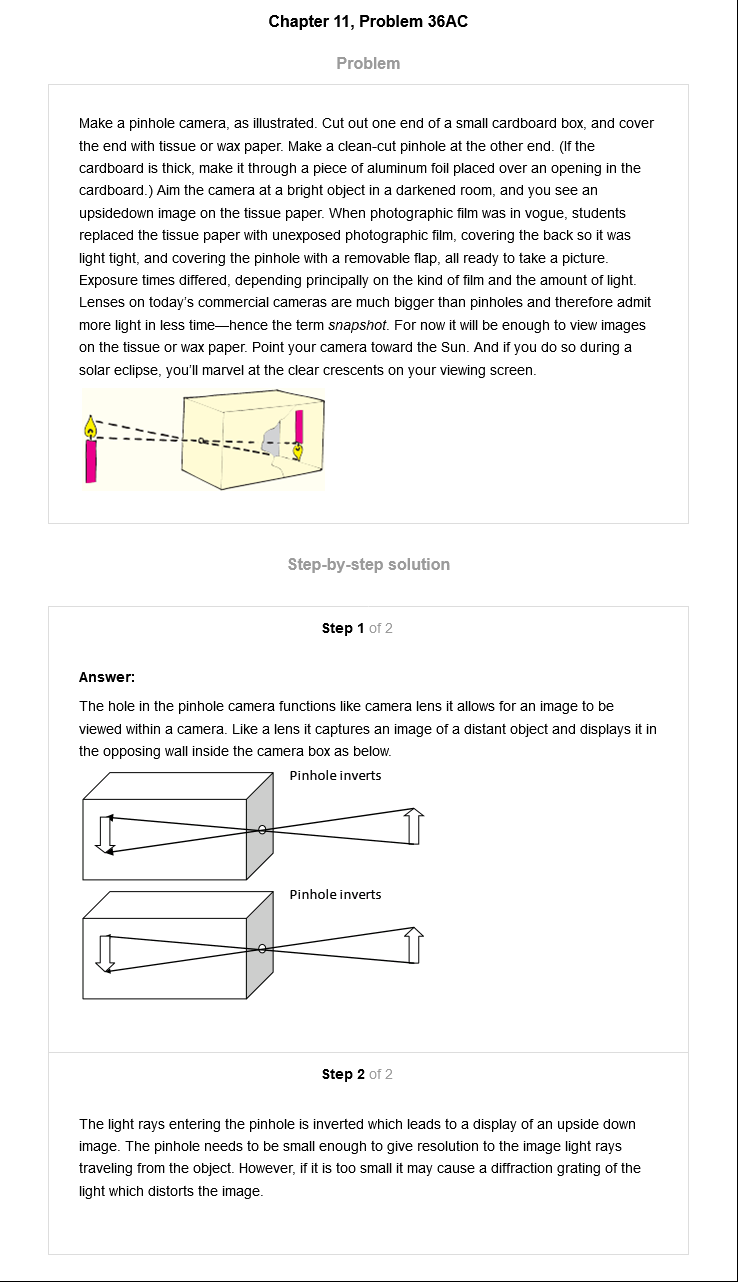 Chapter 11, Problem 36AC
Problem
Make a pinhole camera, as illustrated. Cut out one end of a small cardboard box, and cover
the end with tissue or wax paper. Make a clean-cut pinhole at the other end. (If the
cardboard is thick, make it through a piece of aluminum foil placed over an opening in the
cardboard.) Aim the camera at a bright object in a darkened room, and you see an
upsidedown image on the tissue paper. When photographic film was in vogue, students
replaced the tissue paper with unexposed photographic film, covering the back so it was
light tight, and covering the pinhole with a removable flap, all ready to take a picture.
Exposure times differed, depending principally on the kind of film and the amount of light.
Lenses on today's commercial cameras are much bigger than pinholes and therefore admit
more light in less time—hence the term snapshot. For now it will be enough to view images
on the tissue or wax paper. Point your camera toward the Sun. And if you do so during a
solar eclipse, you'll marvel at the clear crescents on your viewing screen.
Step-by-step solution
Step 1 of 2
Answer:
The hole in the pinhole camera functions like camera lens it allows for an image to be
viewed within a camera. Like a lens it captures an image of a distant object and displays it in
the opposing wall inside the camera box as below.
Pinhole inverts
Pinhole inverts
Step 2 of 2
The light rays entering the pinhole is inverted which leads to a display of an upside down
image. The pinhole needs to be small enough to give resolution to the image light rays
traveling from the object. However, if it is too small it may cause a diffraction grating of the
light which distorts the image.